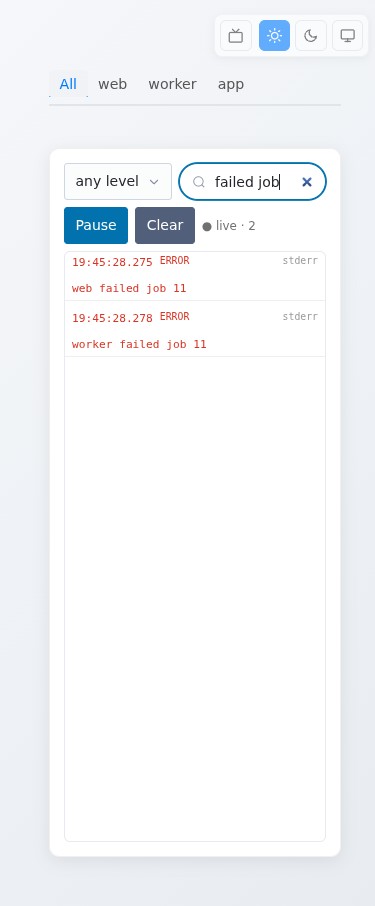 All web worker app
any level failed job
Pause Clear live · 2
19:45:28.275 ERROR stderr
web failed job 11
19:45:28.278 ERROR stderr
worker failed job 11